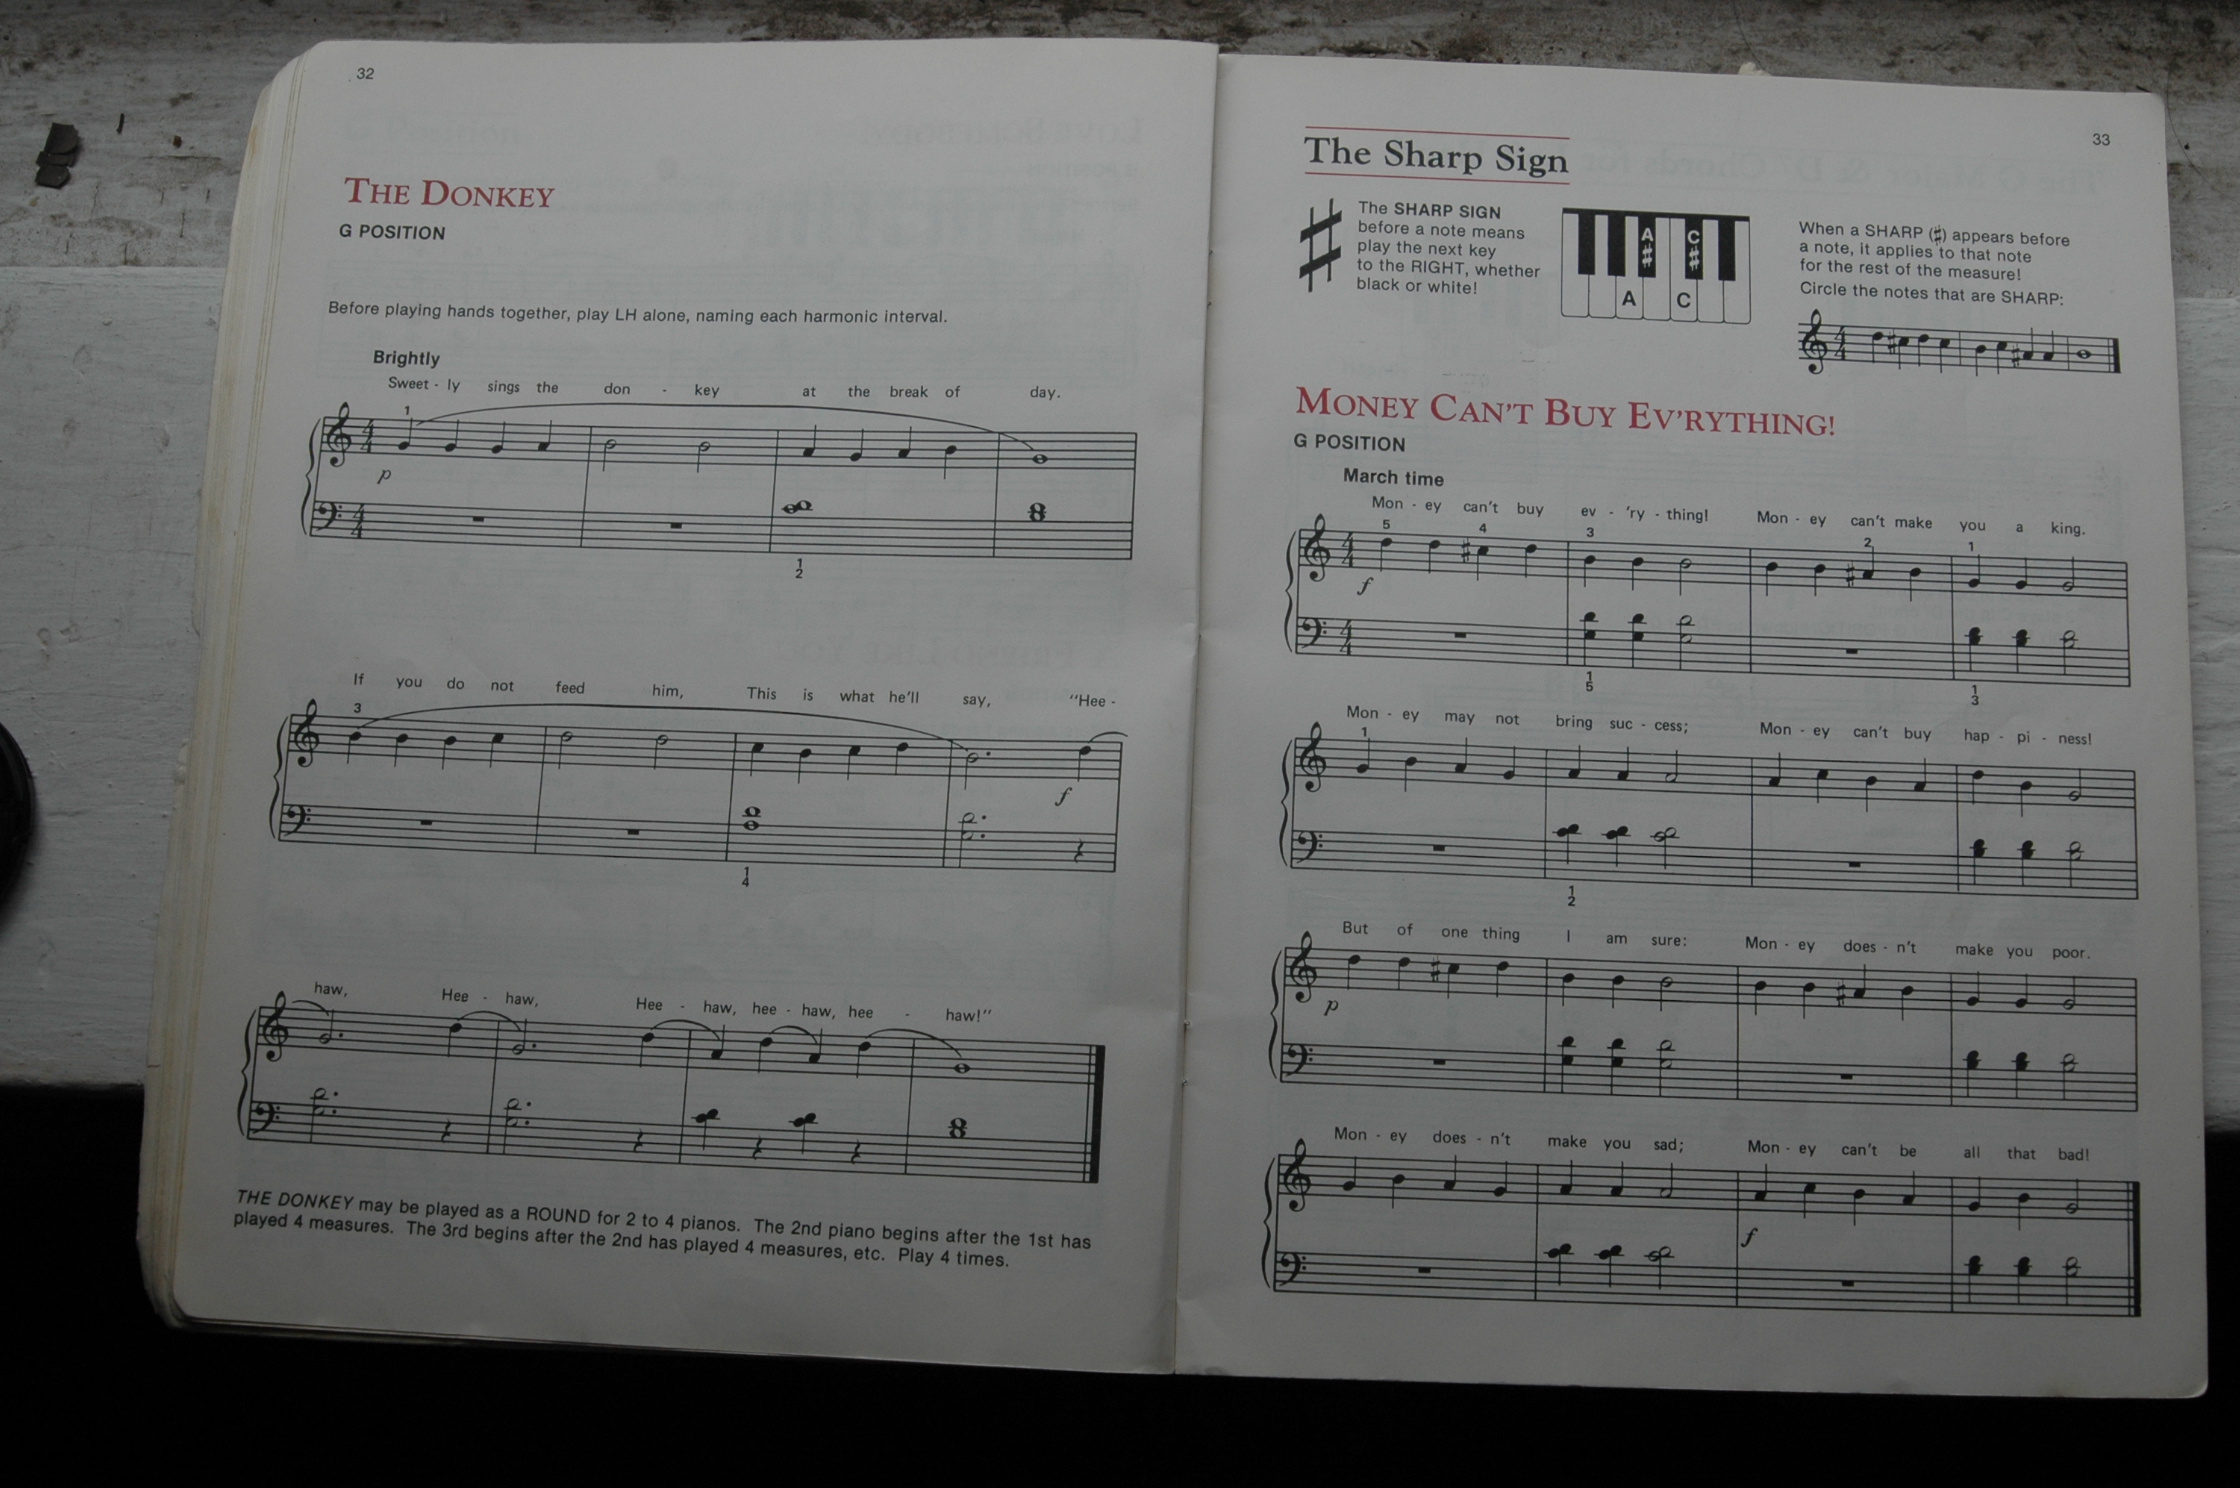 32
THE DONKEY
G POSITION
Before playing hands together, play LH alone, naming each harmonic interval.
Brightly
Sweet - ly sings the don - key at the break of day.
1
4
4
p
4
4
1
2
If you do not feed him, This is what he'll say, "Hee -
3
f
1
4
haw, Hee - haw, Hee - haw, hee - haw, hee - haw!"
THE DONKEY may be played as a ROUND for 2 to 4 pianos. The 2nd piano begins after the 1st has
played 4 measures. The 3rd begins after the 2nd has played 4 measures, etc. Play 4 times.
33
The Sharp Sign
♯
The SHARP SIGN
before a note means
play the next key
to the RIGHT, whether
black or white!
A♯ C♯
A C
When a SHARP (♯) appears before
a note, it applies to that note
for the rest of the measure!
Circle the notes that are SHARP:
4
4
MONEY CAN'T BUY EV'RYTHING!
G POSITION
March time
Mon - ey can't buy ev - 'ry - thing! Mon - ey can't make you a king.
5 4 3 2 1
4
4
f
4
4
1
5
1
3
Mon - ey may not bring suc - cess; Mon - ey can't buy hap - pi - ness!
1
1
2
But of one thing I am sure: Mon - ey does - n't make you poor.
p
Mon - ey does - n't make you sad; Mon - ey can't be all that bad!
f